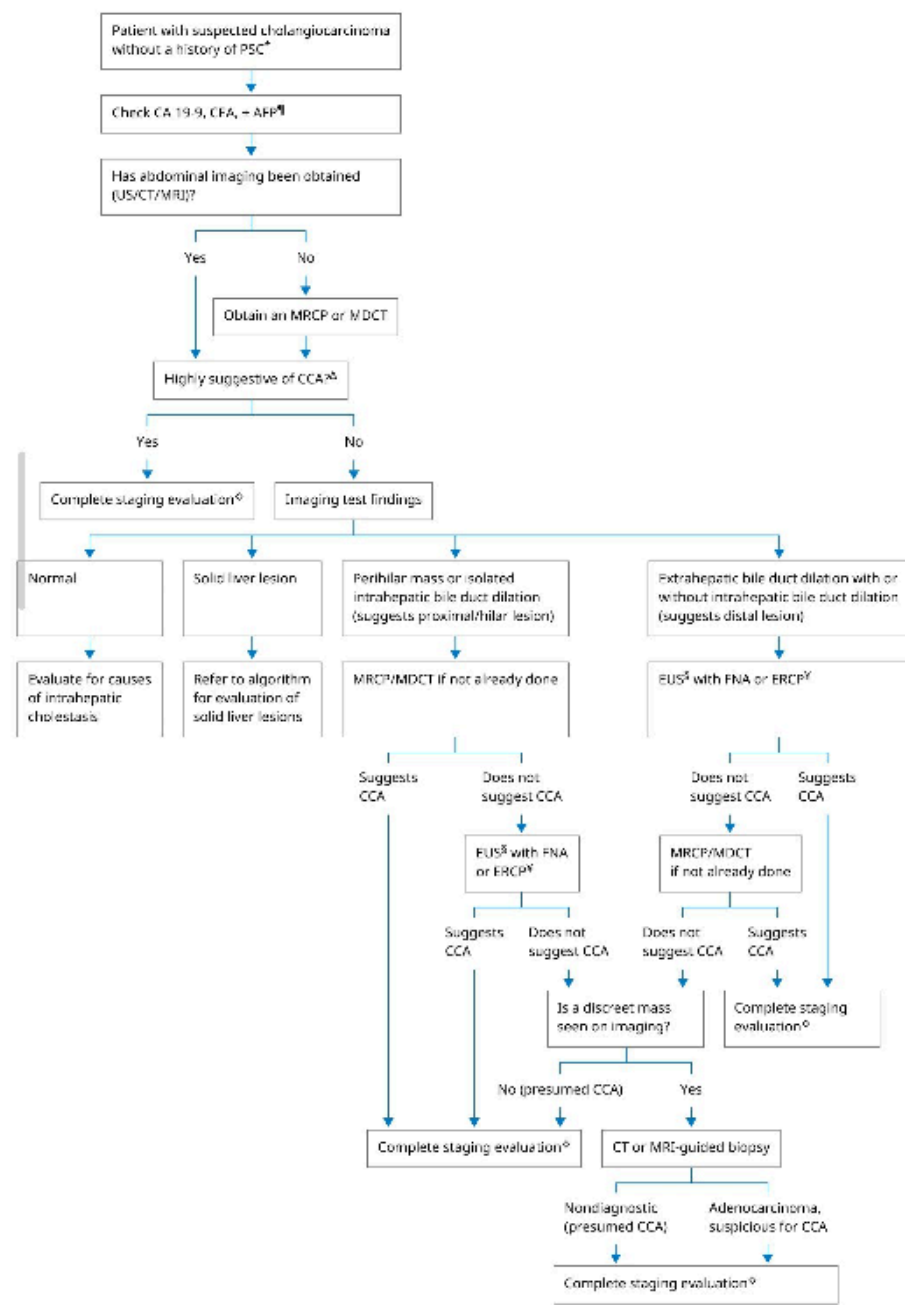 Patient with suspected cholangiocarcinoma
without a history of PSC*
Check CA 19-9, CEA, + AFP¶
Has abdominal imaging been obtained
(US/CT/MRI)?
Yes
No
Obtain an MRCP or MDCT
Highly suggestive of CCA?Δ
Yes
No
Complete staging evaluation◊
Imaging test findings
Normal
Solid liver lesion
Perihilar mass or isolated
intrahepatic bile duct dilation
(suggests proximal/hilar lesion)
Extrahepatic bile duct dilation with or
without intrahepatic bile duct dilation
(suggests distal lesion)
Evaluate for causes
of intrahepatic
cholestasis
Refer to algorithm
for evaluation of
solid liver lesions
MRCP/MDCT if not already done
EUS§ with FNA or ERCP¥
Suggests
CCA
Does not
suggest CCA
Does not
suggest CCA
Suggests
CCA
EUS§ with FNA
or ERCP¥
MRCP/MDCT
if not already done
Suggests
CCA
Does not
suggest CCA
Does not
suggest CCA
Suggests
CCA
Is a discreet mass
seen on imaging?
Complete staging
evaluation◊
No (presumed CCA)
Yes
Complete staging evaluation◊
CT or MRI-guided biopsy
Nondiagnostic
(presumed CCA)
Adenocarcinoma,
suspicious for CCA
Complete staging evaluation◊